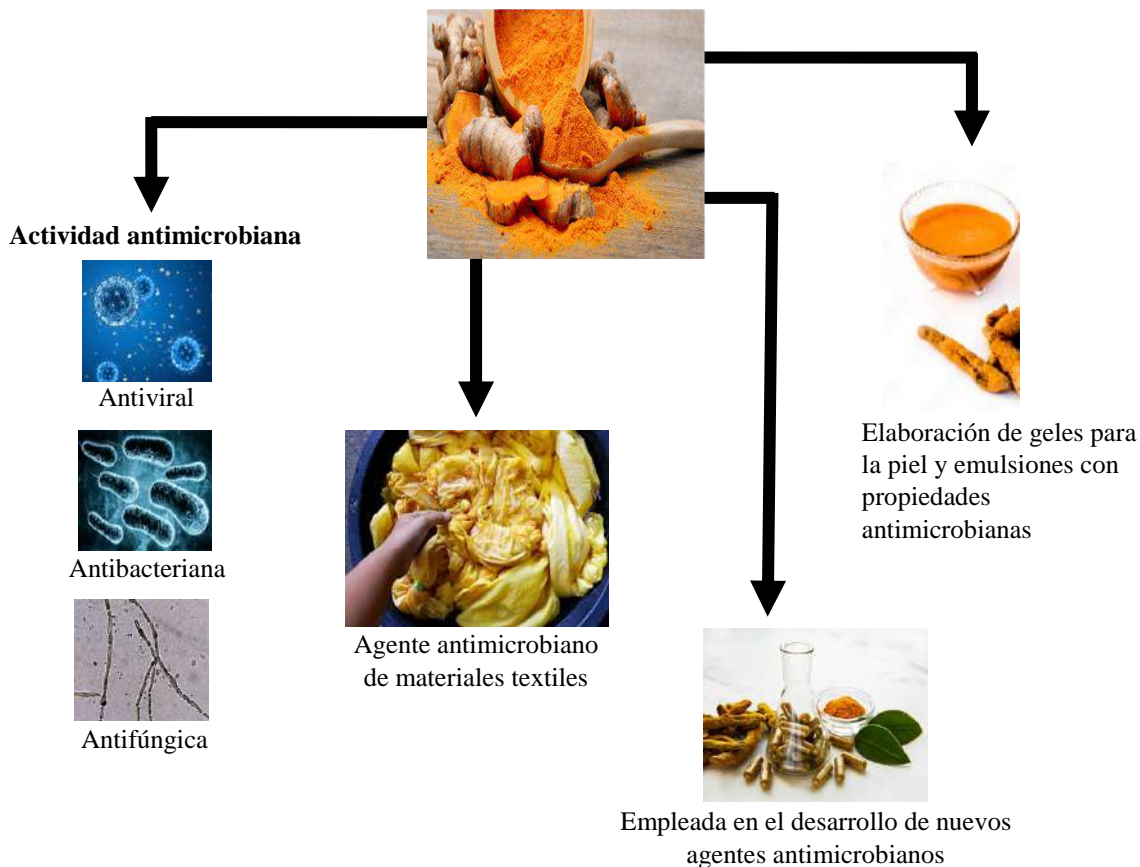 Actividad antimicrobiana
Antiviral
Antibacteriana
Antifúngica
Agente antimicrobiano
de materiales textiles
Elaboración de geles para
la piel y emulsiones con
propiedades
antimicrobianas
Empleada en el desarrollo de nuevos
agentes antimicrobianos